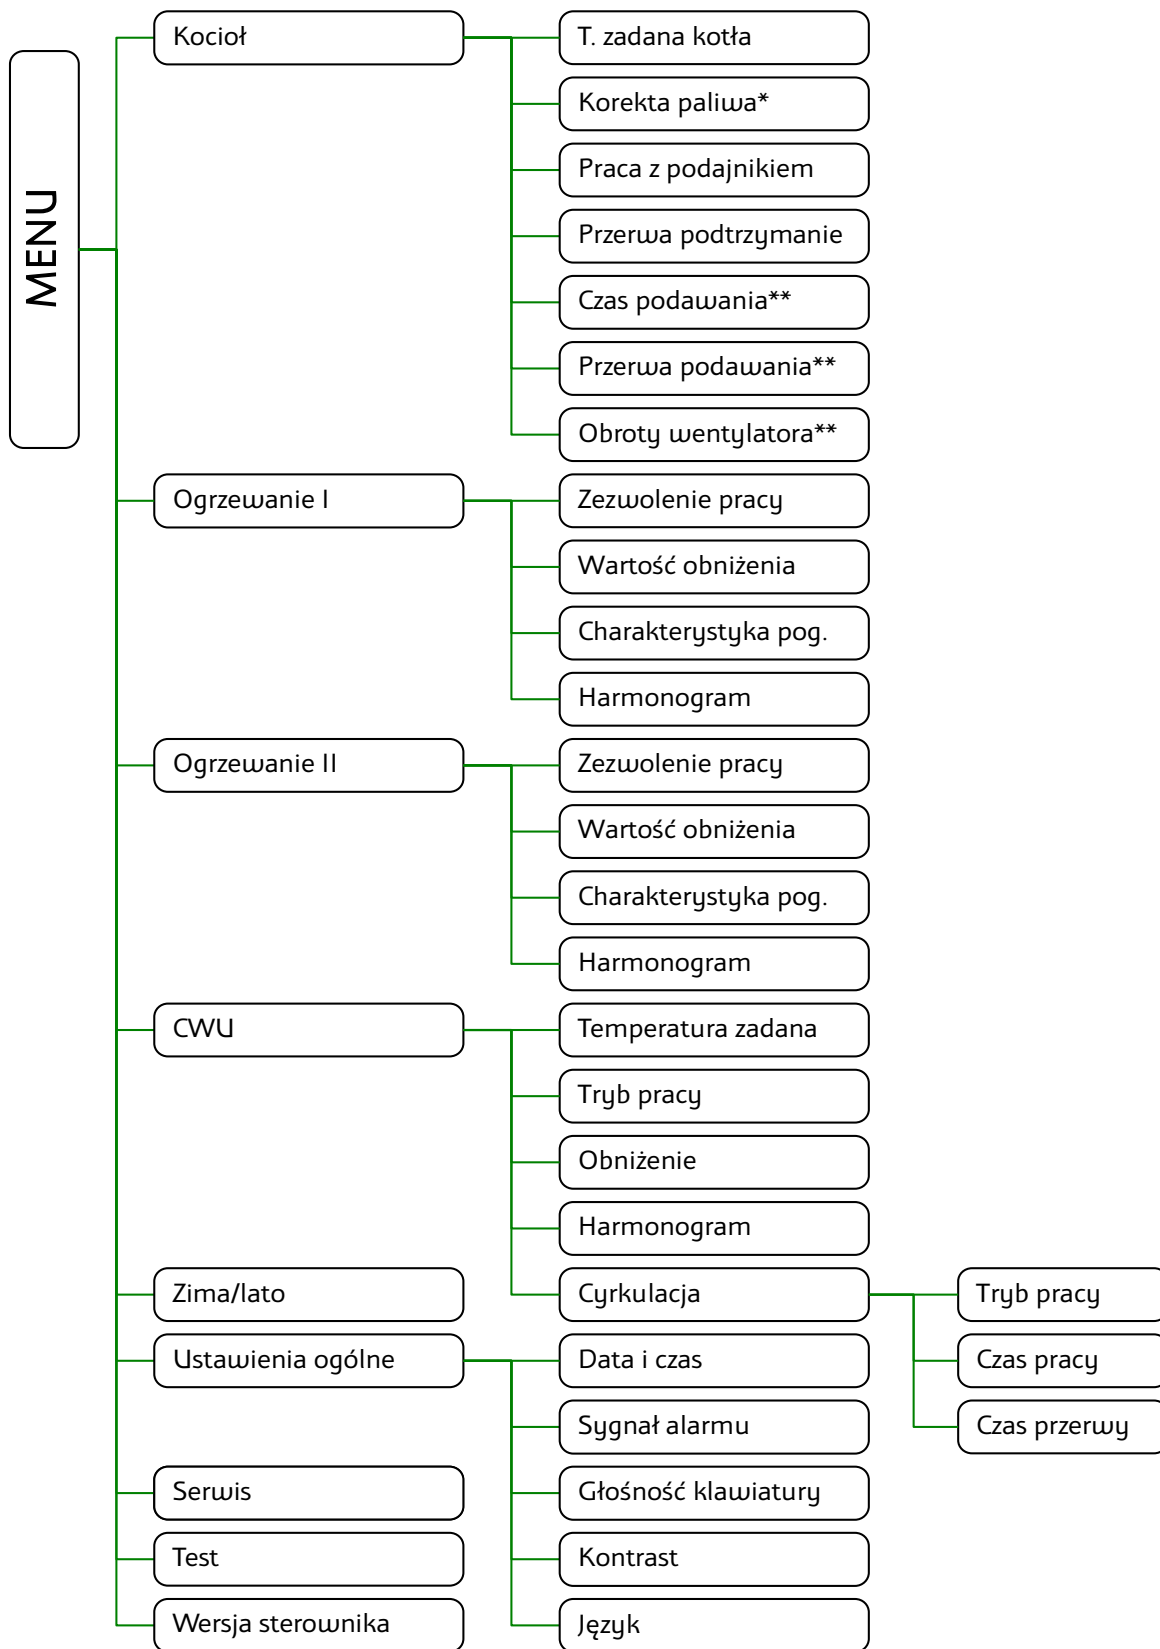 MENU
Kocioł
T. zadana kotła
Korekta paliwa*
Praca z podajnikiem
Przerwa podtrzymanie
Czas podawania**
Przerwa podawania**
Obroty wentylatora**
Ogrzewanie I
Zezwolenie pracy
Wartość obniżenia
Charakterystyka pog.
Harmonogram
Ogrzewanie II
Zezwolenie pracy
Wartość obniżenia
Charakterystyka pog.
Harmonogram
CWU
Temperatura zadana
Tryb pracy
Obniżenie
Harmonogram
Cyrkulacja
Tryb pracy
Czas pracy
Czas przerwy
Zima/lato
Ustawienia ogólne
Data i czas
Sygnał alarmu
Głośność klawiatury
Kontrast
Język
Serwis
Test
Wersja sterownika